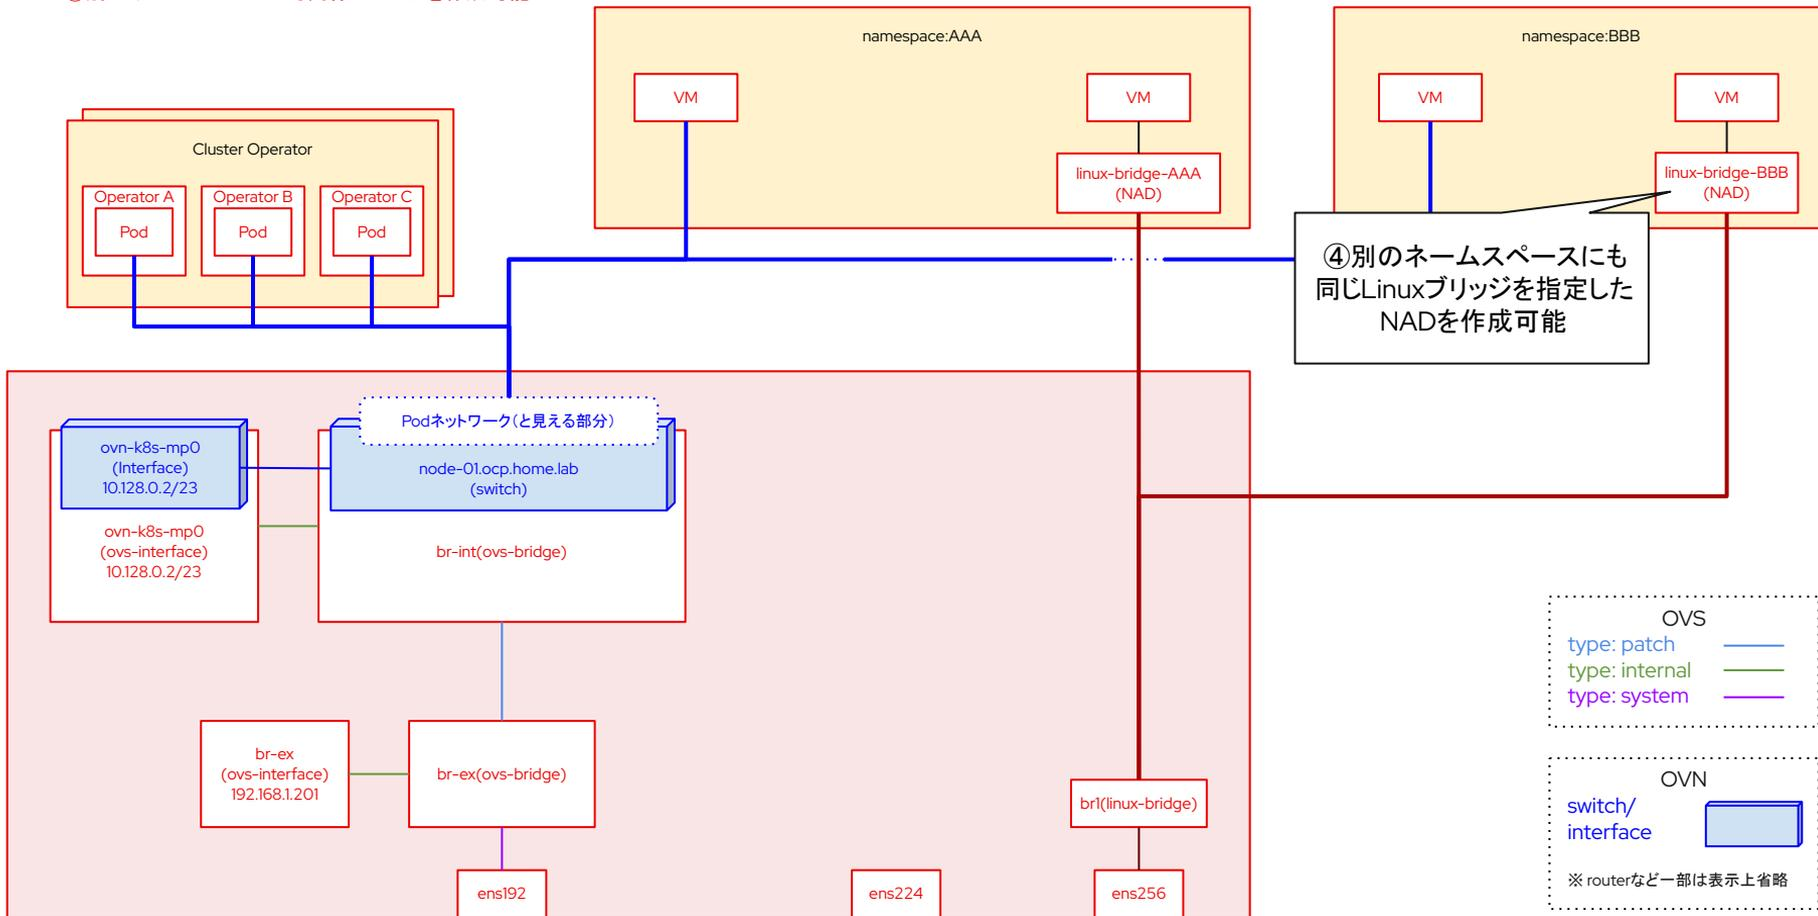 namespace:AAA
namespace:BBB
VM
VM
VM
VM
Cluster Operator
linux-bridge-AAA
(NAD)
linux-bridge-BBB
(NAD)
Operator A
Operator B
Operator C
Pod
Pod
Pod
④別のネームスペースにも
同じLinuxブリッジを指定した
NADを作成可能
Podネットワーク(と見える部分)
ovn-k8s-mp0
(Interface)
10.128.0.2/23
node-01.ocp.home.lab
(switch)
ovn-k8s-mp0
(ovs-interface)
10.128.0.2/23
br-int(ovs-bridge)
OVS
type: patch
type: internal
type: system
br-ex
(ovs-interface)
192.168.1.201
br-ex(ovs-bridge)
br1(linux-bridge)
OVN
switch/
interface
※ routerなど一部は表示上省略
ens192
ens224
ens256